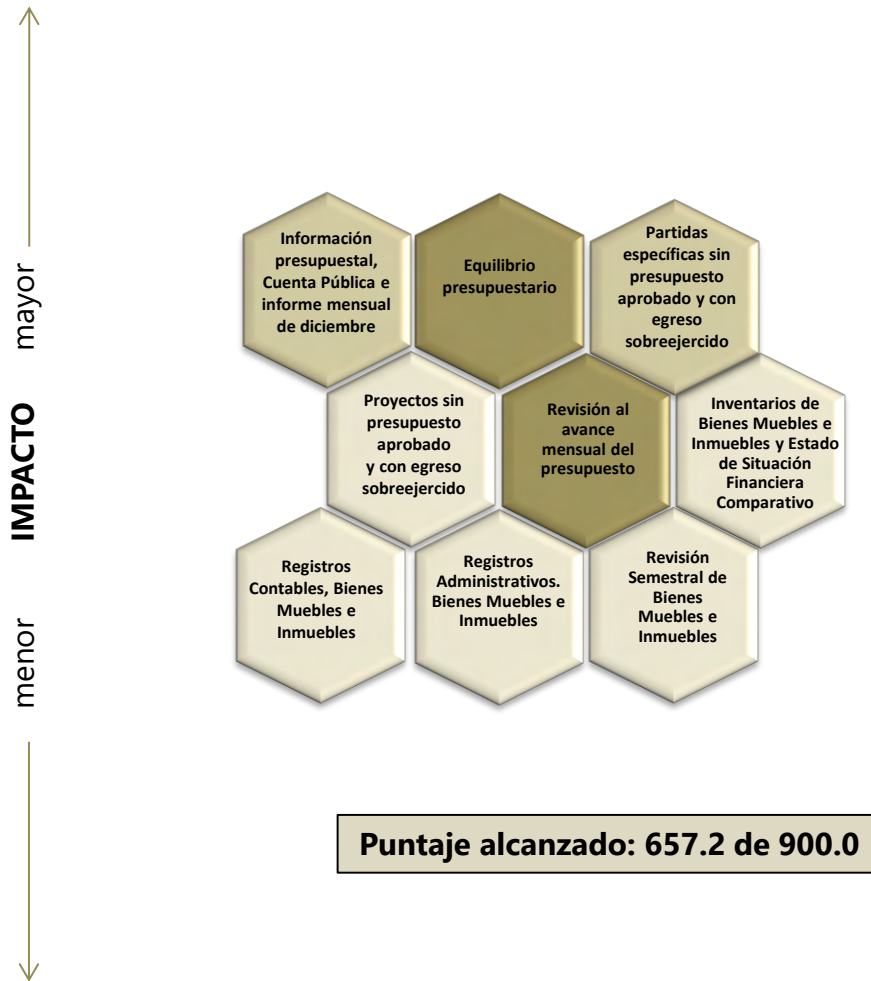 mayor
IMPACTO
menor
Información
presupuestal,
Cuenta Pública e
informe mensual
de diciembre
Equilibrio
presupuestario
Partidas
específicas sin
presupuesto
aprobado y con
egreso
sobreejercido
Proyectos sin
presupuesto
aprobado
y con egreso
sobreejercido
Revisión al
avance
mensual del
presupuesto
Inventarios de
Bienes Muebles e
Inmuebles y Estado
de Situación
Financiera
Comparativo
Registros
Contables, Bienes
Muebles e
Inmuebles
Registros
Administrativos.
Bienes Muebles e
Inmuebles
Revisión
Semestral de
Bienes
Muebles e
Inmuebles
Puntaje alcanzado: 657.2 de 900.0